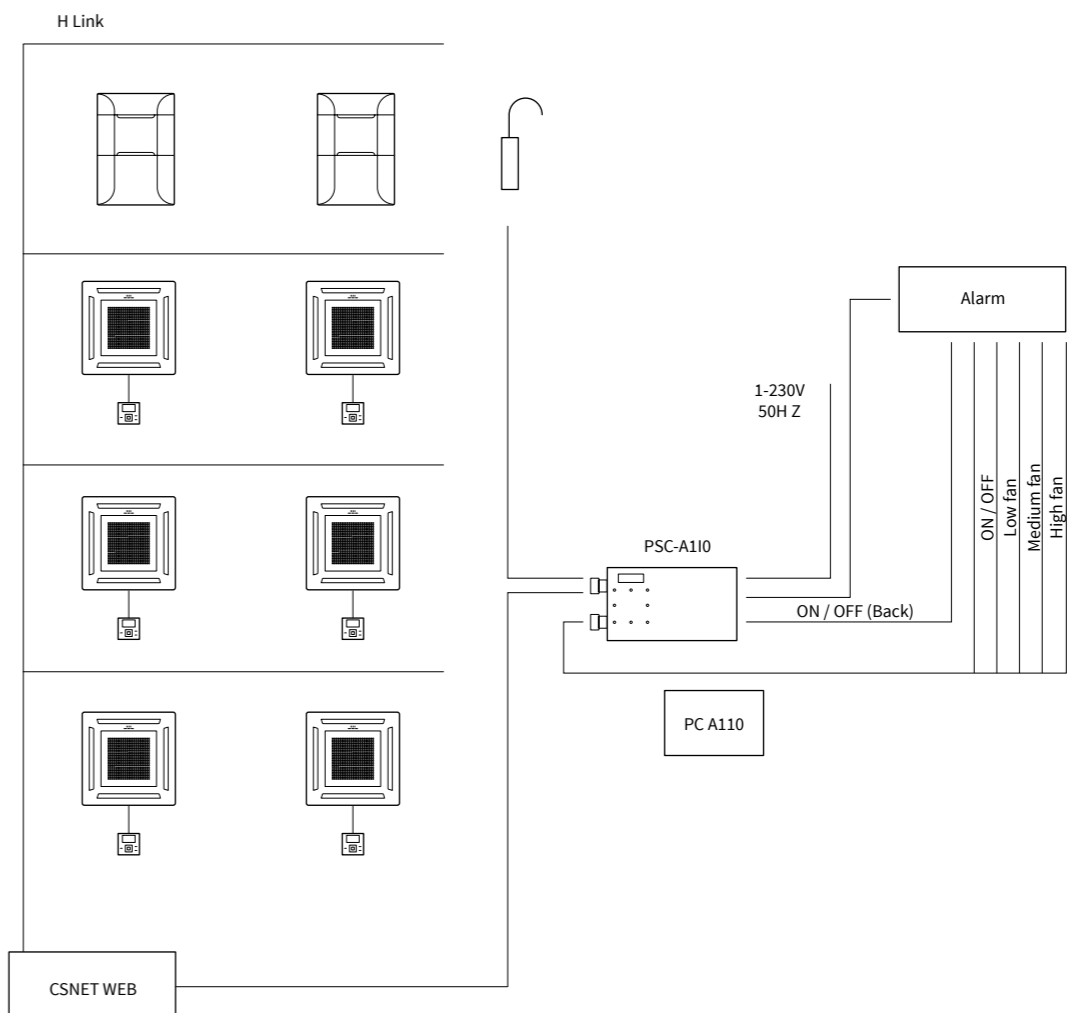 H Link
Alarm
1-230V
50H Z
ON / OFF
Low fan
Medium fan
High fan
PSC-A1I0
ON / OFF (Back)
PC A110
CSNET WEB